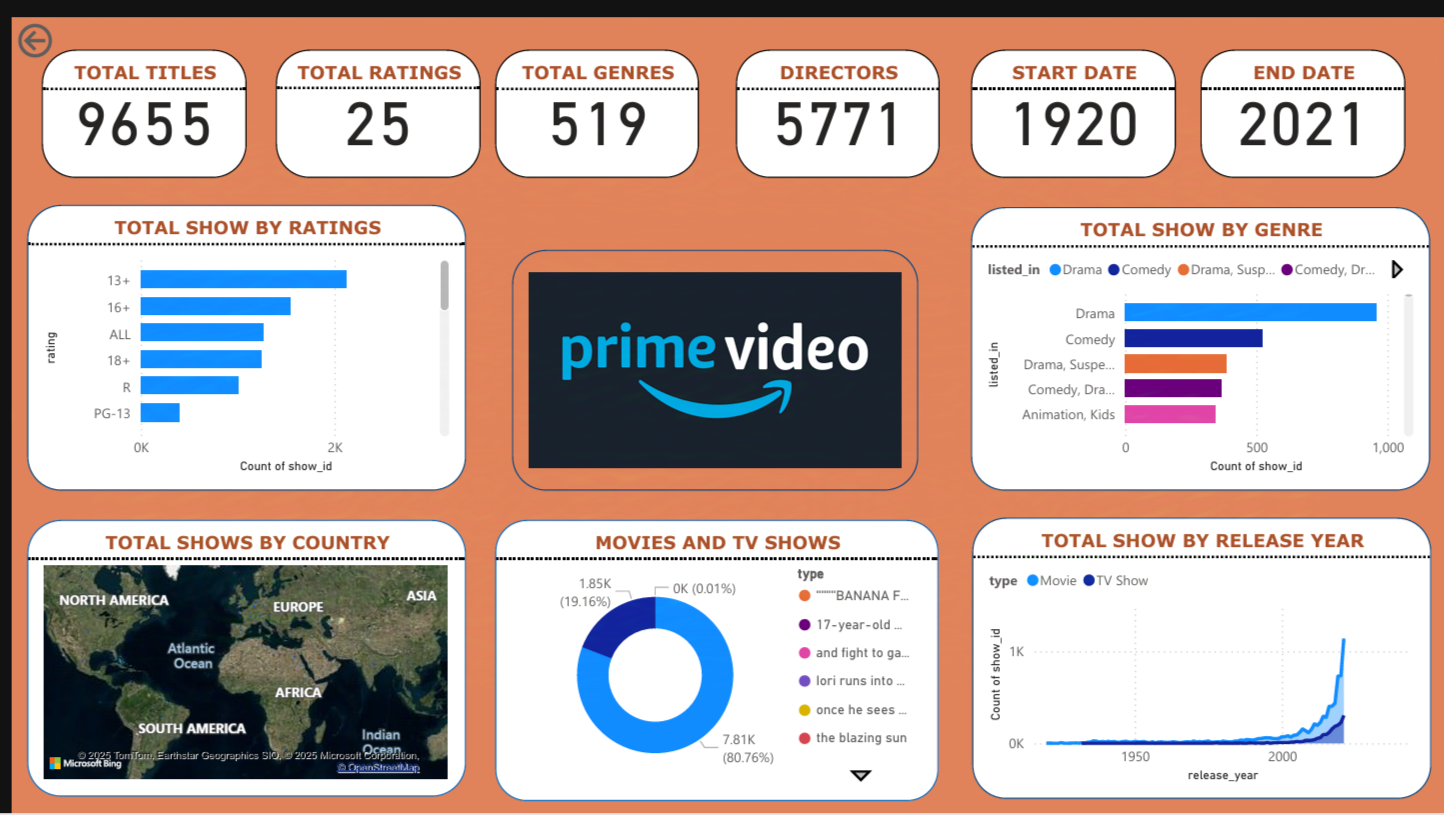 TOTAL TITLES
9655
TOTAL RATINGS
25
TOTAL GENRES
519
DIRECTORS
5771
START DATE
1920
END DATE
2021
TOTAL SHOW BY RATINGS
rating
13+
16+
ALL
18+
R
PG-13
0K 2K
Count of show_id
prime video
TOTAL SHOW BY GENRE
listed_in Drama Comedy Drama, Susp... Comedy, Dr...
listed_in
Drama
Comedy
Drama, Suspe...
Comedy, Dra...
Animation, Kids
0 500 1,000
Count of show_id
TOTAL SHOWS BY COUNTRY
NORTH AMERICA
EUROPE
ASIA
Atlantic
Ocean
AFRICA
SOUTH AMERICA
Indian
Ocean
© 2025 TomTom, Earthstar Geographics SIO, © 2025 Microsoft Corporation,
Microsoft Bing
© OpenStreetMap
MOVIES AND TV SHOWS
1.85K
(19.16%)
0K (0.01%)
7.81K
(80.76%)
type
""""BANANA F...
17-year-old ...
and fight to ga...
Iori runs into ...
once he sees ...
the blazing sun
TOTAL SHOW BY RELEASE YEAR
type Movie TV Show
Count of show_id
1K
0K
1950 2000
release_year